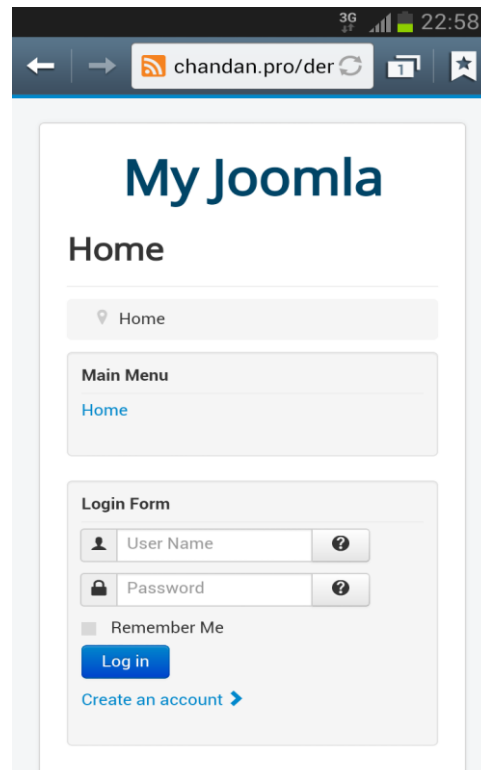 3G 22:58
chandan.pro/der 1
My Joomla
Home
Home
Main Menu
Home
Login Form
User Name
Password
Remember Me
Log in
Create an account